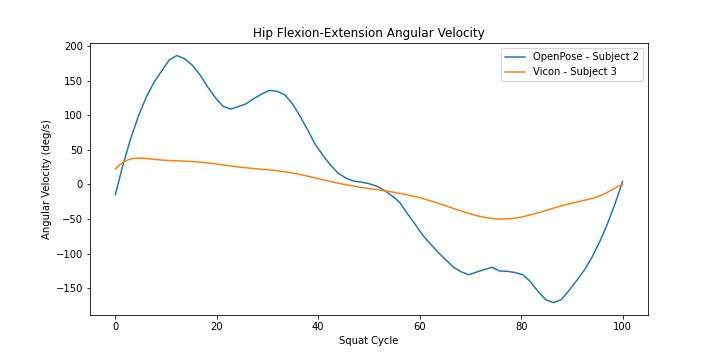 Hip Flexion-Extension Angular Velocity
OpenPose - Subject 2
Vicon - Subject 3
Angular Velocity (deg/s)
200
150
100
50
0
−50
−100
−150
0 20 40 60 80 100
Squat Cycle